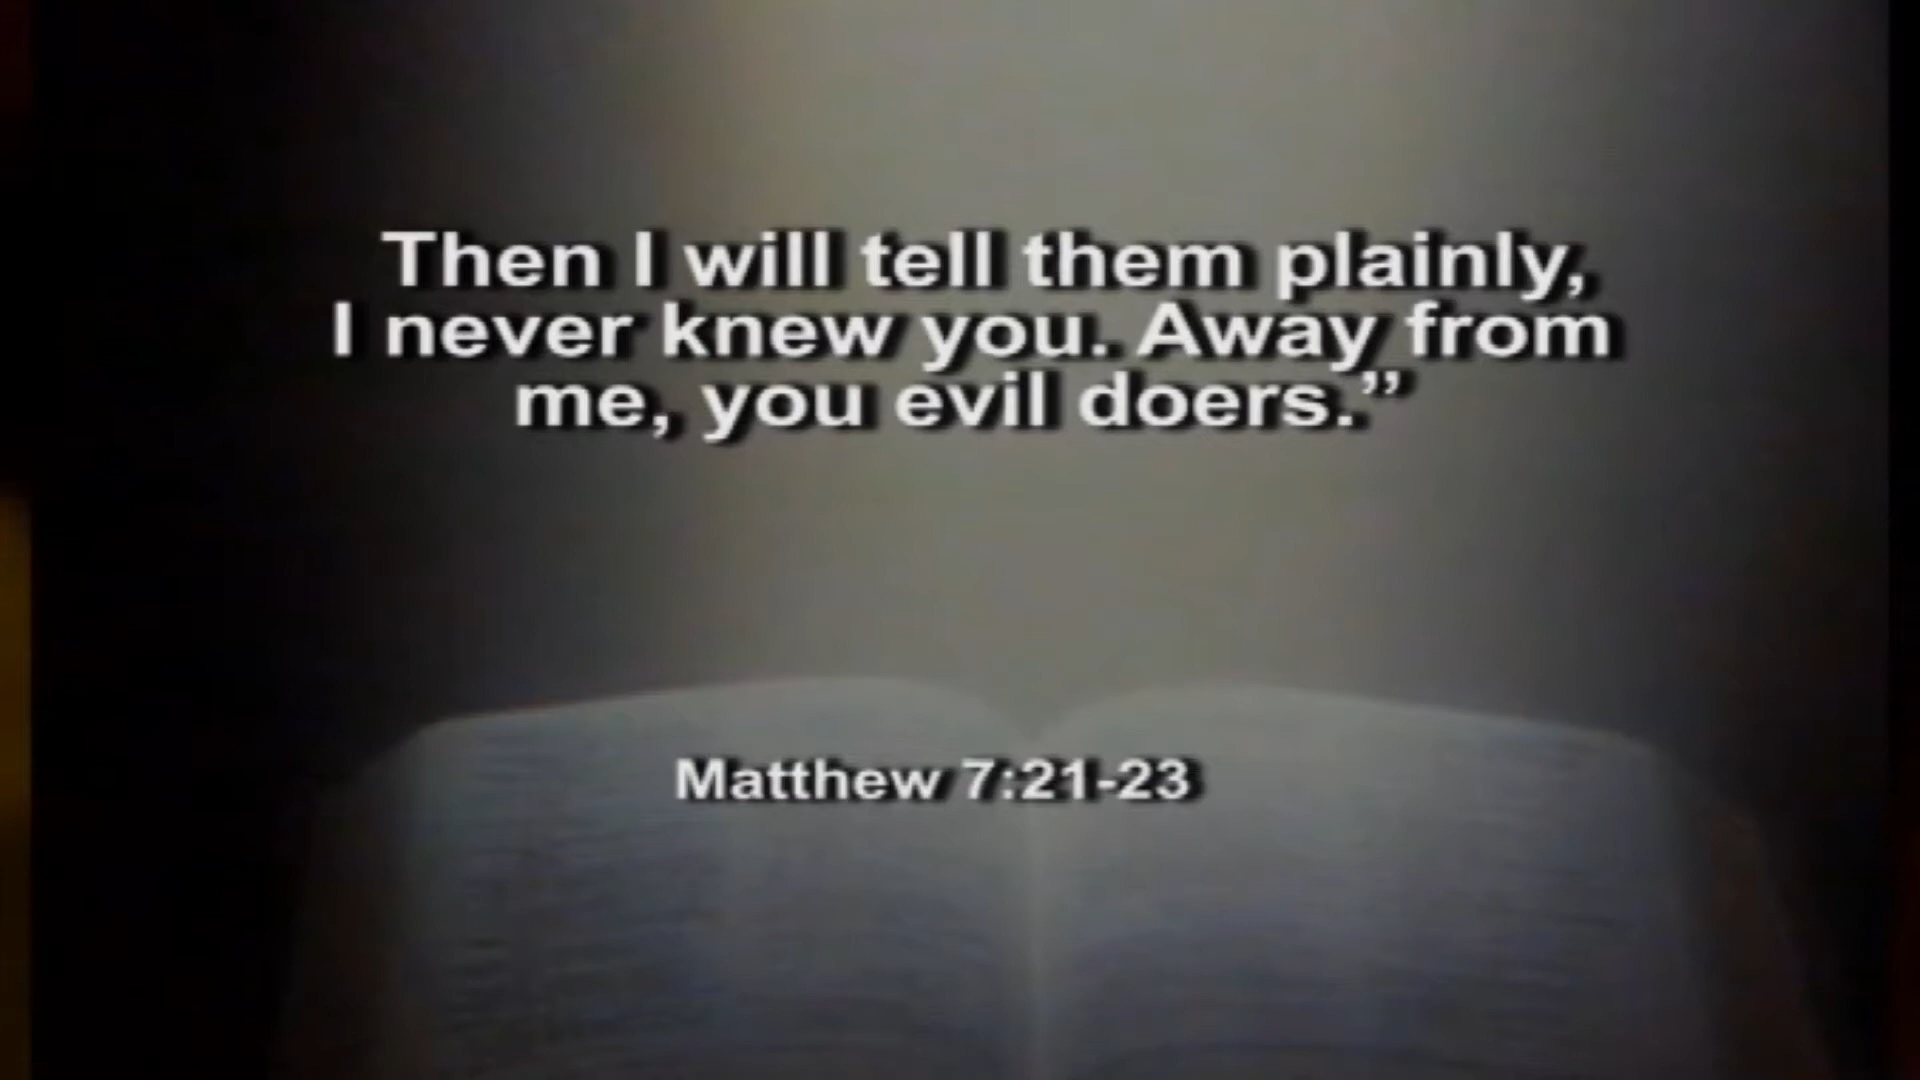 Then I will tell them plainly,
I never knew you. Away from
me, you evil doers.”
Matthew 7:21-23